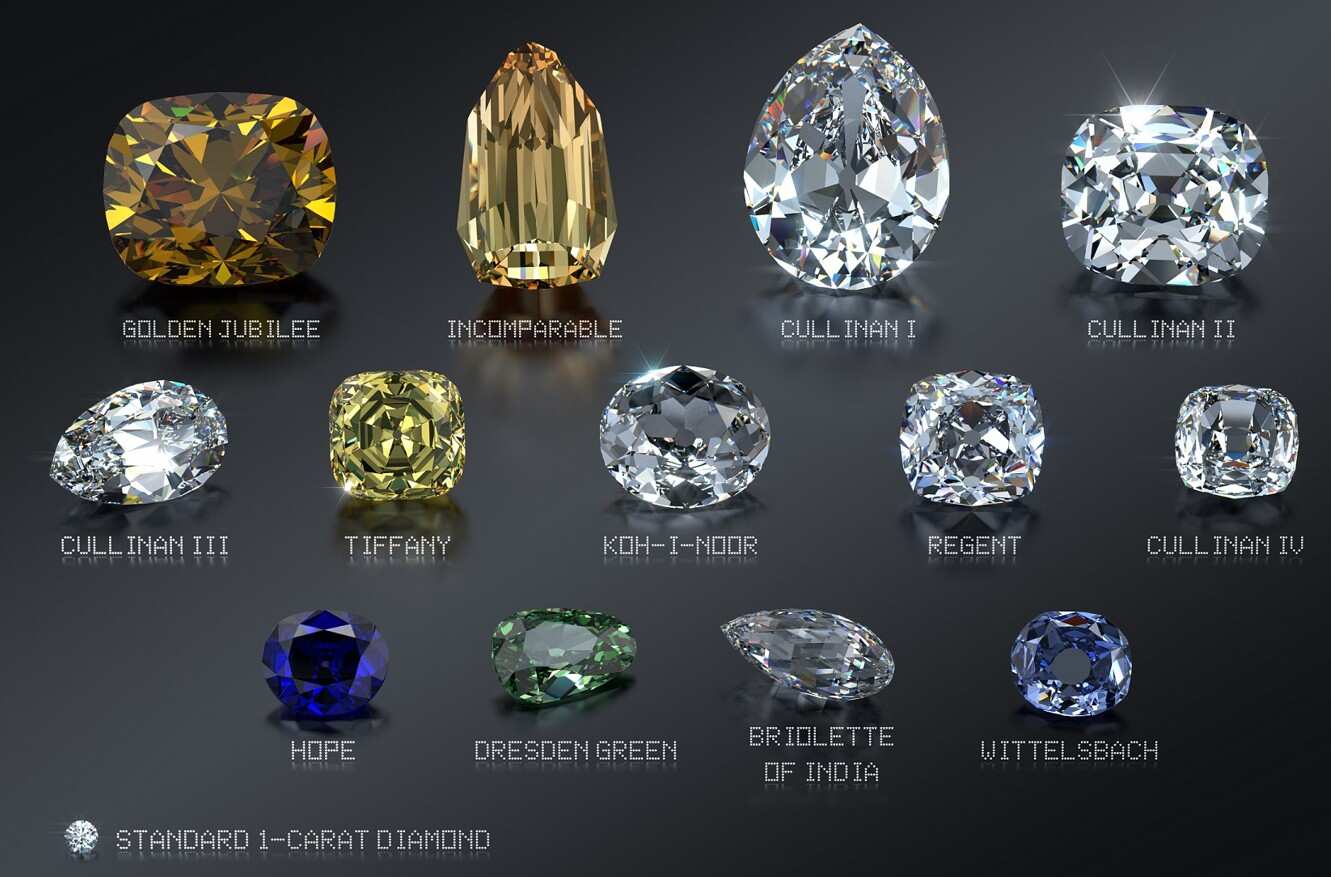 GOLDEN JUBILEE
INCOMPARABLE
CULLINAN I
CULLINAN II
CULLINAN III
TIFFANY
KOH-I-NOOR
REGENT
CULLINAN IV
HOPE
DRESDEN GREEN
BRIOLETTE
OF INDIA
WITTELSBACH
STANDARD 1-CARAT DIAMOND